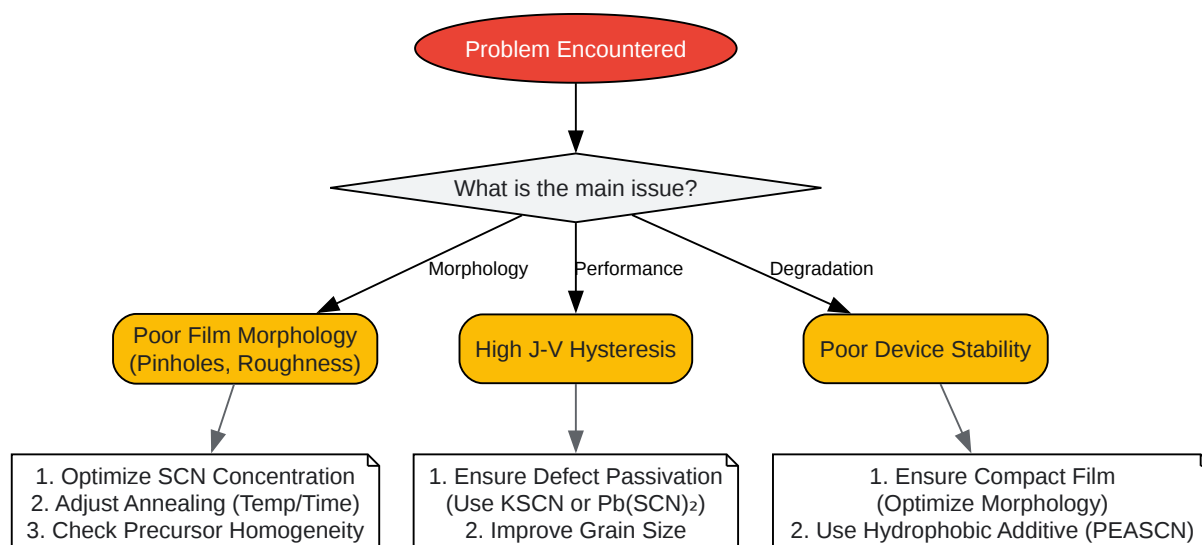 Problem Encountered
What is the main issue?
Morphology
Performance
Degradation
Poor Film Morphology
(Pinholes, Roughness)
High J-V Hysteresis
Poor Device Stability
1. Optimize SCN Concentration
2. Adjust Annealing (Temp/Time)
3. Check Precursor Homogeneity
1. Ensure Defect Passivation
(Use KSCN or Pb(SCN)₂)
2. Improve Grain Size
1. Ensure Compact Film
(Optimize Morphology)
2. Use Hydrophobic Additive (PEASCN)